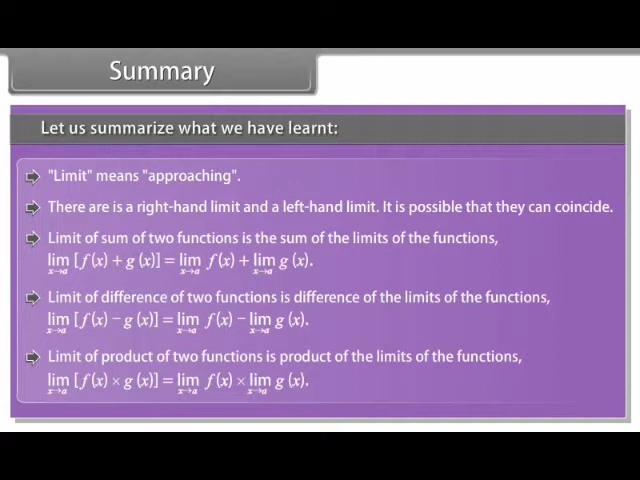 Summary
Let us summarize what we have learnt:
"Limit" means "approaching".
There are is a right-hand limit and a left-hand limit. It is possible that they can coincide.
Limit of sum of two functions is the sum of the limits of the functions,
lim x→a [f(x) + g(x)] = lim x→a f(x) + lim x→a g(x).
Limit of difference of two functions is difference of the limits of the functions,
lim x→a [f(x) − g(x)] = lim x→a f(x) − lim x→a g(x).
Limit of product of two functions is product of the limits of the functions,
lim x→a [f(x) × g(x)] = lim x→a f(x) × lim x→a g(x).